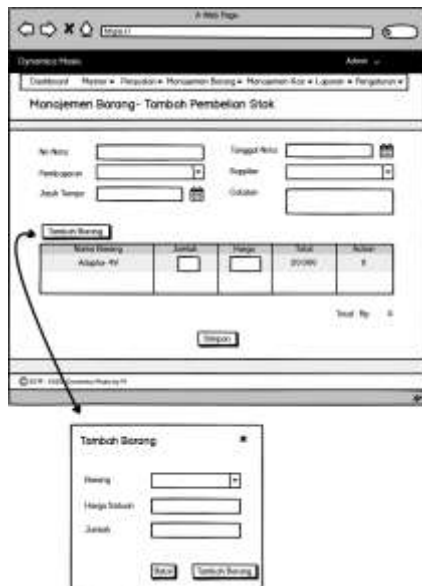 A Web Page
https://
Dynamics Music Admin
Dashboard Master Penjualan Manajemen Barang Manajemen Kas Laporan Pengaturan
Manajemen Barang- Tambah Pembelian Stok
No Nota Tanggal Nota
Pembayaran Supplier
Jatuh Tempo Catatan
Tambah Barang
Nama Barang Jumlah Harga Total Action
Adaptor 9V 20.000 X
Total Rp. 0
Simpan
Tambah Barang
Barang
Harga Satuan
Jumlah
Batal Tambah Barang